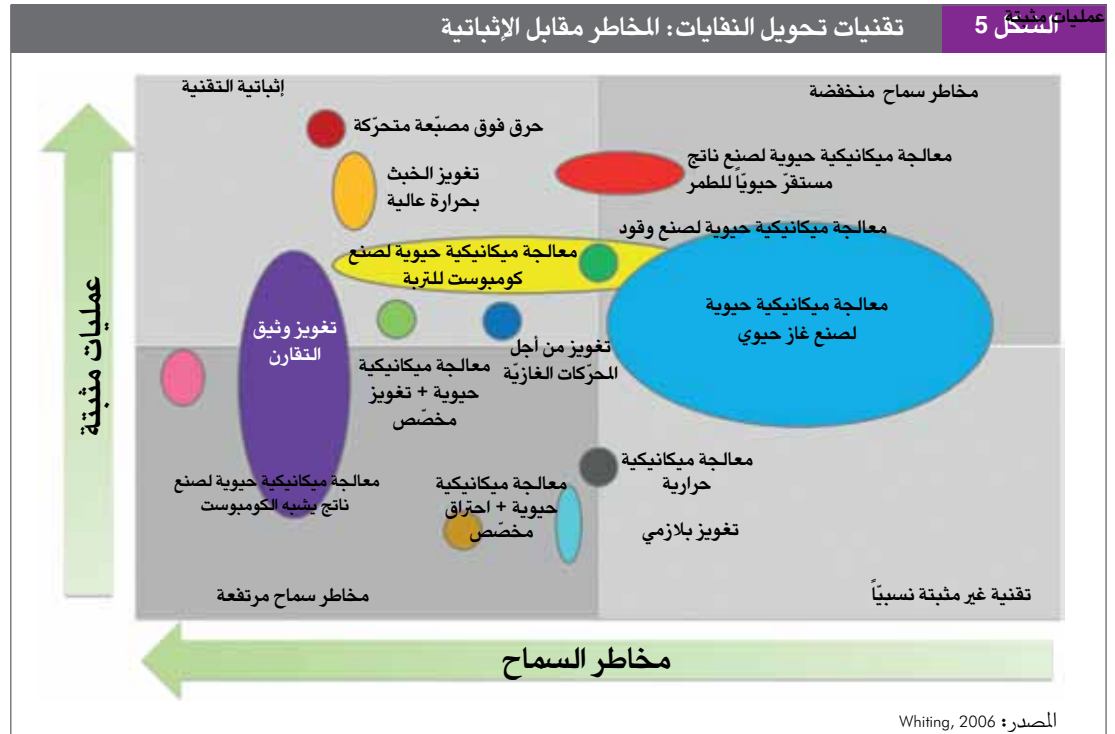 عمليات مثبتة
الشكل 5
تقنيات تحويل النفايات: المخاطر مقابل الإثباتية
إثباتية التقنية
مخاطر سماح منخفضة
حرق فوق مصبّعة متحرّكة
معالجة ميكانيكية حيوية لصنع ناتج
مستقرّ حيويّاً للطمر
تغويز الخبث
بحرارة عالية
معالجة ميكانيكية حيوية لصنع وقود
معالجة ميكانيكية حيوية لصنع
كومبوست للتربة
معالجة ميكانيكية حيوية
لصنع غاز حيوي
تغويز وثيق
التقارن
تغويز من أجل
المحرّكات الغازيّة
معالجة ميكانيكية
حيوية + تغويز
مخصّص
معالجة ميكانيكية
حرارية
معالجة ميكانيكية حيوية لصنع
ناتج يشبه الكومبوست
معالجة ميكانيكية
حيوية + احتراق
مخصّص
تغويز بلازمي
مخاطر سماح مرتفعة
تقنية غير مثبتة نسبيّاً
عمليات مثبتة
مخاطر السماح
المصدر: Whiting, 2006